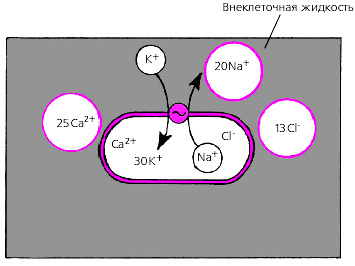 Внеклеточная жидкость
K⁺
20Na⁺
25Ca²⁺
13Cl⁻
Ca²⁺
Cl⁻
30K⁺
Na⁺
~